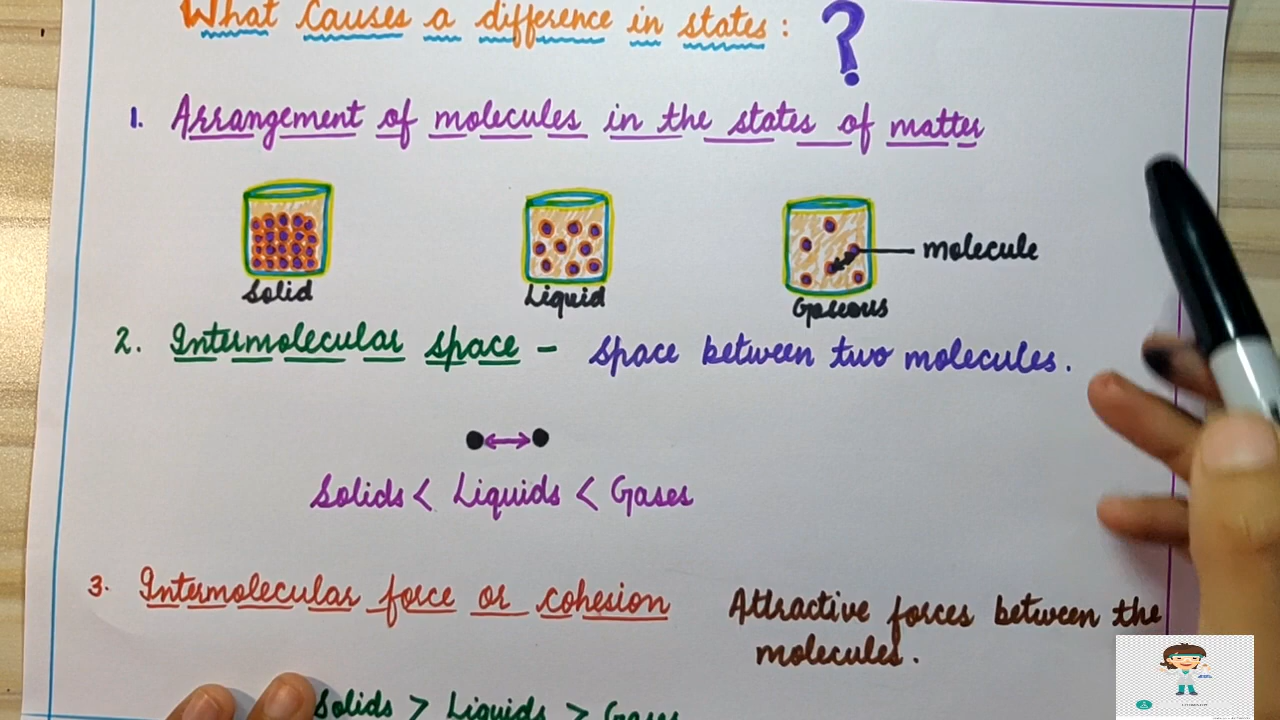 What causes a difference in states : ?
1. Arrangement of molecules in the states of matter
molecule
Solid
Liquid
Gaseous
2. Intermolecular space - Space between two molecules.
Solids < Liquids < Gases
3. Intermolecular force or cohesion
Attractive forces between the
molecules.
Solids > Liquids > Gases